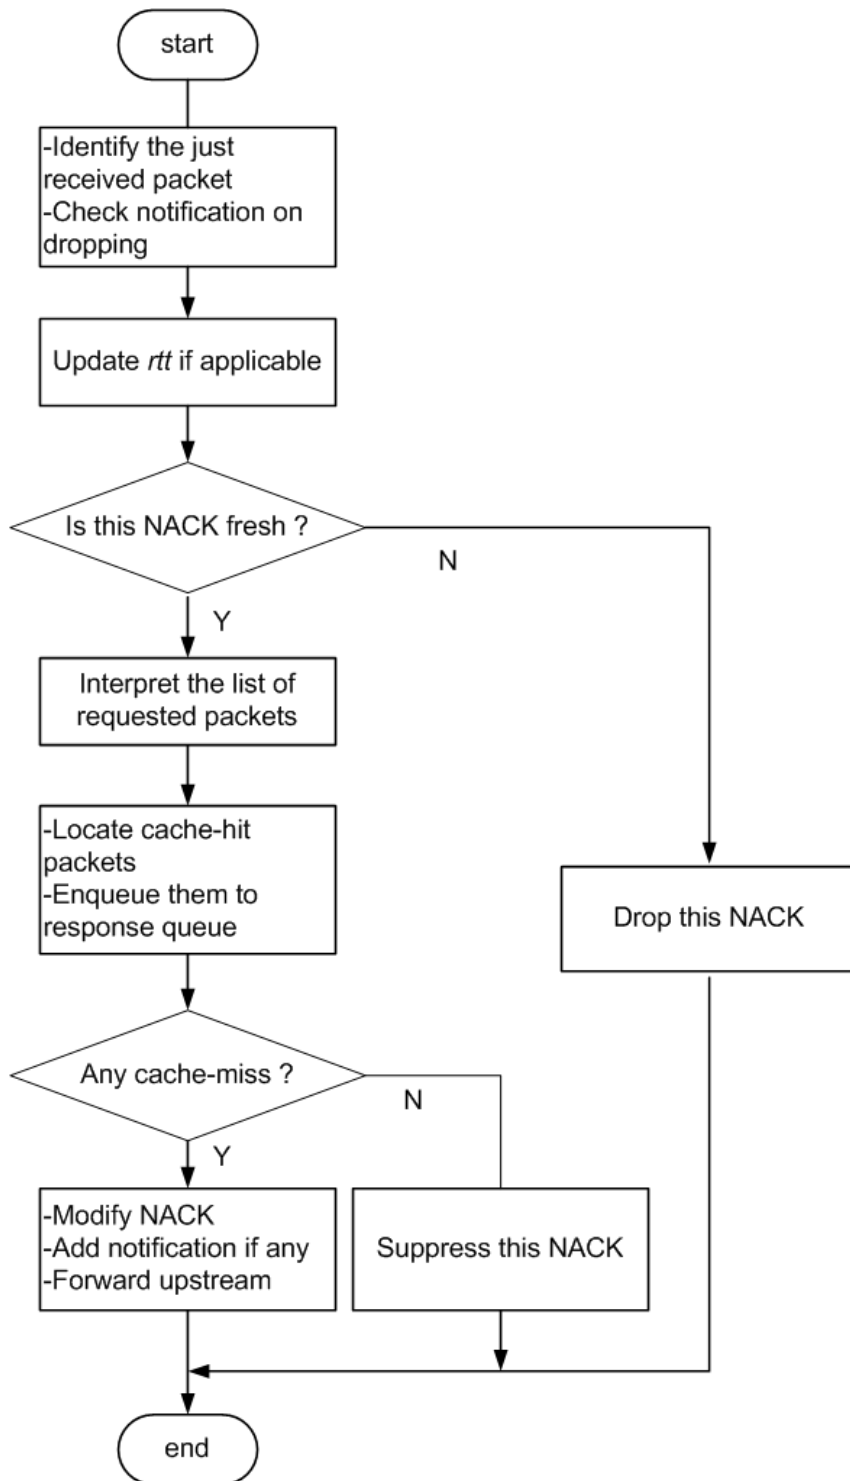 start
-Identify the just
received packet
-Check notification on
dropping
Update rtt if applicable
Is this NACK fresh ?
N
Y
Interpret the list of
requested packets
-Locate cache-hit
packets
-Enqueue them to
response queue
Drop this NACK
Any cache-miss ?
N
Y
-Modify NACK
-Add notification if any
-Forward upstream
Suppress this NACK
end